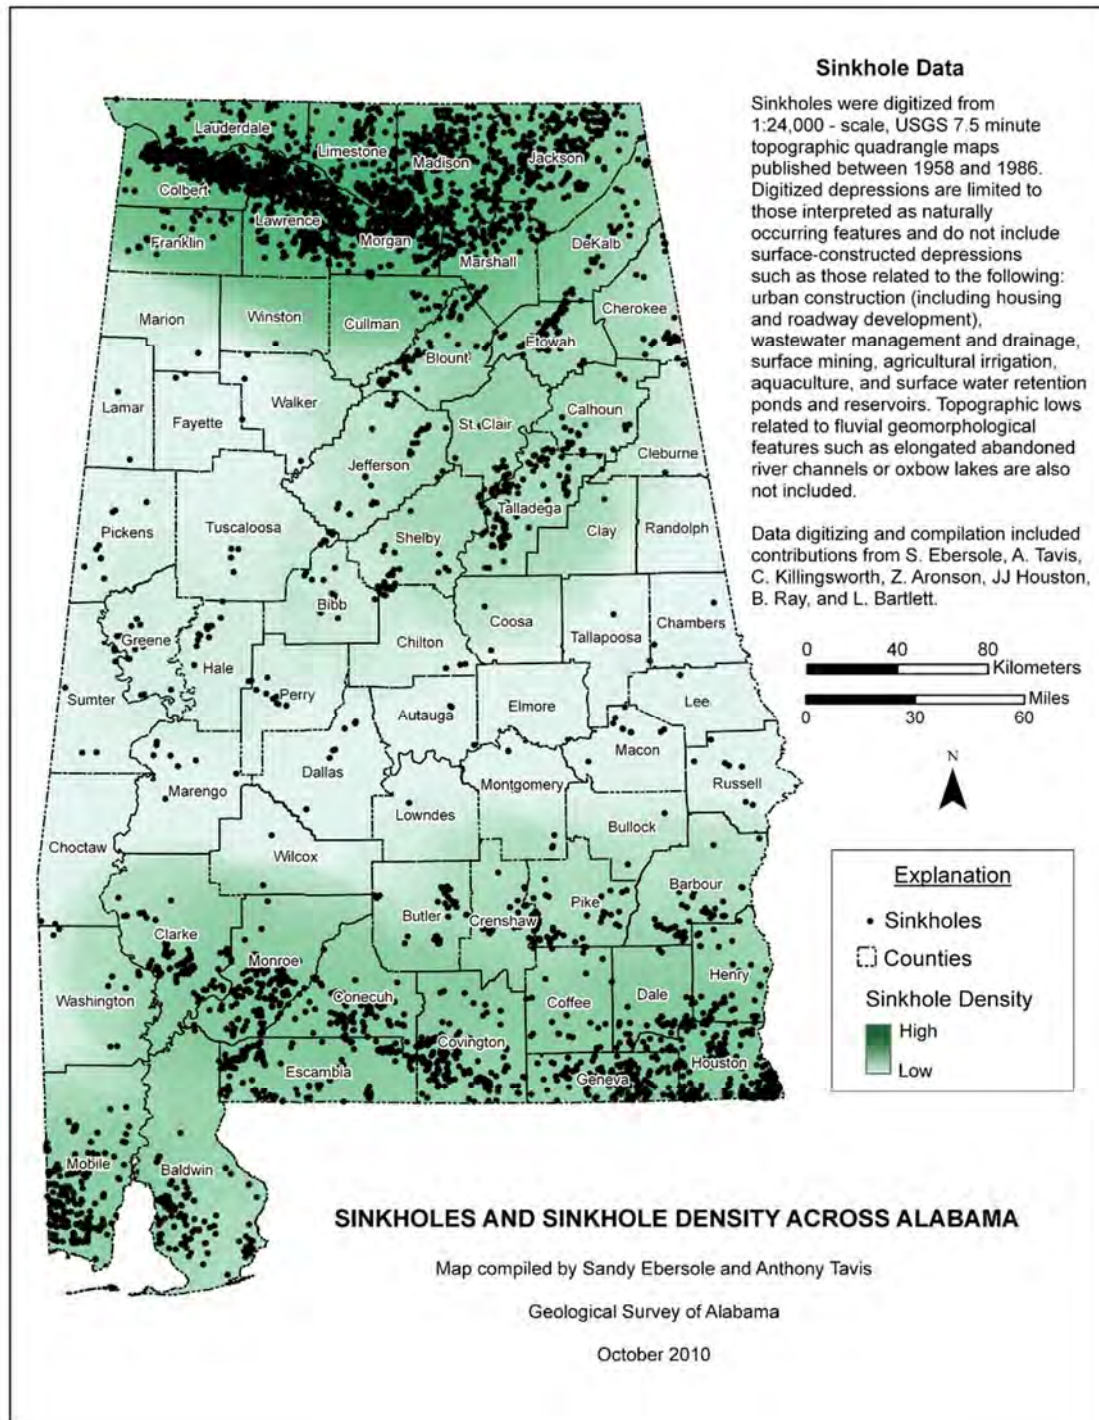 Sinkhole Data
Sinkholes were digitized from
1:24,000 - scale, USGS 7.5 minute
topographic quadrangle maps
published between 1958 and 1986.
Digitized depressions are limited to
those interpreted as naturally
occurring features and do not include
surface-constructed depressions
such as those related to the following:
urban construction (including housing
and roadway development),
wastewater management and drainage,
surface mining, agricultural irrigation,
aquaculture, and surface water retention
ponds and reservoirs. Topographic lows
related to fluvial geomorphological
features such as elongated abandoned
river channels or oxbow lakes are also
not included.
Data digitizing and compilation included
contributions from S. Ebersole, A. Tavis,
C. Killingsworth, Z. Aronson, JJ Houston,
B. Ray, and L. Bartlett.
0 40 80
Kilometers
Miles
0 30 60
N
Explanation
Sinkholes
Counties
Sinkhole Density
High
Low
Lauderdale
Limestone
Madison
Jackson
Colbert
Lawrence
Franklin
Morgan
Marshall
DeKalb
Marion
Winston
Cullman
Cherokee
Etowah
Blount
Lamar
Fayette
Walker
St. Clair
Calhoun
Jefferson
Cleburne
Pickens
Tuscaloosa
Shelby
Talladega
Clay
Randolph
Bibb
Greene
Hale
Chilton
Coosa
Tallapoosa
Chambers
Sumter
Perry
Autauga
Elmore
Lee
Macon
Dallas
Marengo
Montgomery
Russell
Lowndes
Bullock
Choctaw
Wilcox
Butler
Crenshaw
Pike
Barbour
Clarke
Monroe
Washington
Conecuh
Coffee
Dale
Henry
Covington
Escambia
Geneva
Houston
Mobile
Baldwin
SINKHOLES AND SINKHOLE DENSITY ACROSS ALABAMA
Map compiled by Sandy Ebersole and Anthony Tavis
Geological Survey of Alabama
October 2010